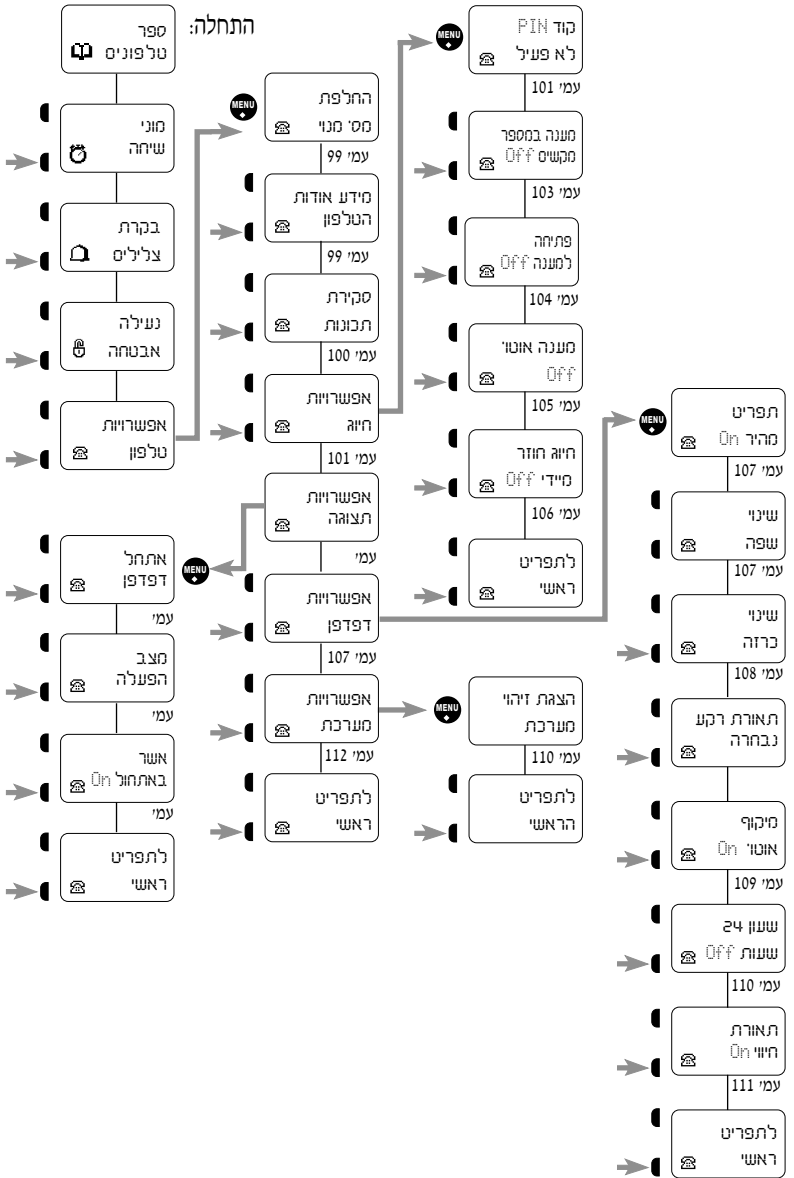 התחלה:
ספר
טלפונים
מוני
שיחה
בקרת
צלילים
נעילה
אבטחה
אפשרויות
טלפון
MENU
החלפת
מס׳ מנוי
עמ׳ 99
מידע אודות
הטלפון
עמ׳ 99
סקירת
תכונות
עמ׳ 100
אפשרויות
חיוג
עמ׳ 101
אפשרויות
תצוגה
עמ׳
אפשרויות
דפדפן
עמ׳ 107
אפשרויות
מערכת
עמ׳ 112
לתפריט
ראשי
MENU
קוד PIN
לא פעיל
עמ׳ 101
מענה במספר
מקשים Off
עמ׳ 103
פתיחה
למענה Off
עמ׳ 104
מענה אוטו׳
Off
עמ׳ 105
חיוג חוזר
מיידי Off
עמ׳ 106
לתפריט
ראשי
MENU
אתחל
דפדפן
עמ׳
מצב
הפעלה
עמ׳
אשר
באתחול On
עמ׳
לתפריט
ראשי
MENU
הצגת זיהוי
מערכת
עמ׳ 110
לתפריט
הראשי
MENU
תפריט
מהיר On
עמ׳ 107
שינוי
שפה
עמ׳ 107
שינוי
כרזה
עמ׳ 108
תאורת רקע
נבחרה
מיקוף
אוטו׳ On
עמ׳ 109
שעון 24
שעות Off
עמ׳ 110
תאורת
חיווי On
עמ׳ 111
לתפריט
ראשי